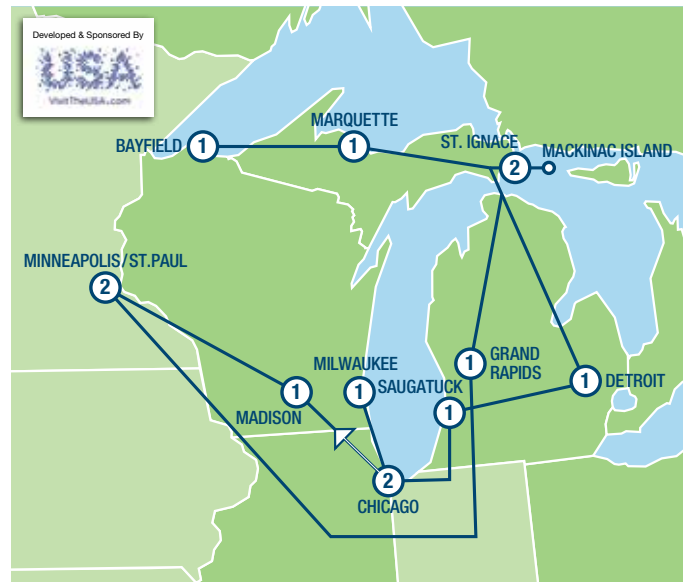 Developed & Sponsored By
USA
VisitTheUSA.com
MARQUETTE
1
BAYFIELD
1
ST. IGNACE
2
MACKINAC ISLAND
MINNEAPOLIS/ST.PAUL
2
MILWAUKEE
1
SAUGATUCK
1
GRAND
RAPIDS
1
DETROIT
1
MADISON
1
2
CHICAGO